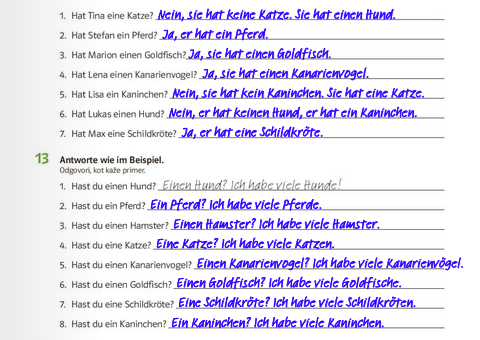 1. Hat Tina eine Katze? Nein, sie hat keine Katze. Sie hat einen Hund.
2. Hat Stefan ein Pferd? Ja, er hat ein Pferd.
3. Hat Marion einen Goldfisch? Ja, sie hat einen Goldfisch.
4. Hat Lena einen Kanarienvogel? Ja, sie hat einen Kanarienvogel.
5. Hat Lisa ein Kaninchen? Nein, sie hat kein Kaninchen. Sie hat eine Katze.
6. Hat Lukas einen Hund? Nein, er hat keinen Hund, er hat ein Kaninchen.
7. Hat Max eine Schildkröte? Ja, er hat eine Schildkröte.
13 Antworte wie im Beispiel.
Odgovori, kot kaže primer.
1. Hast du einen Hund? Einen Hund? Ich habe viele Hunde!
2. Hast du ein Pferd? Ein Pferd? Ich habe viele Pferde.
3. Hast du einen Hamster? Einen Hamster? Ich habe viele Hamster.
4. Hast du eine Katze? Eine Katze? Ich habe viele Katzen.
5. Hast du einen Kanarienvogel? Einen Kanarienvogel? Ich habe viele Kanarienvögel.
6. Hast du einen Goldfisch? Einen Goldfisch? Ich habe viele Goldfische.
7. Hast du eine Schildkröte? Eine Schildkröte? Ich habe viele Schildkröten.
8. Hast du ein Kaninchen? Ein Kaninchen? Ich habe viele Kaninchen.